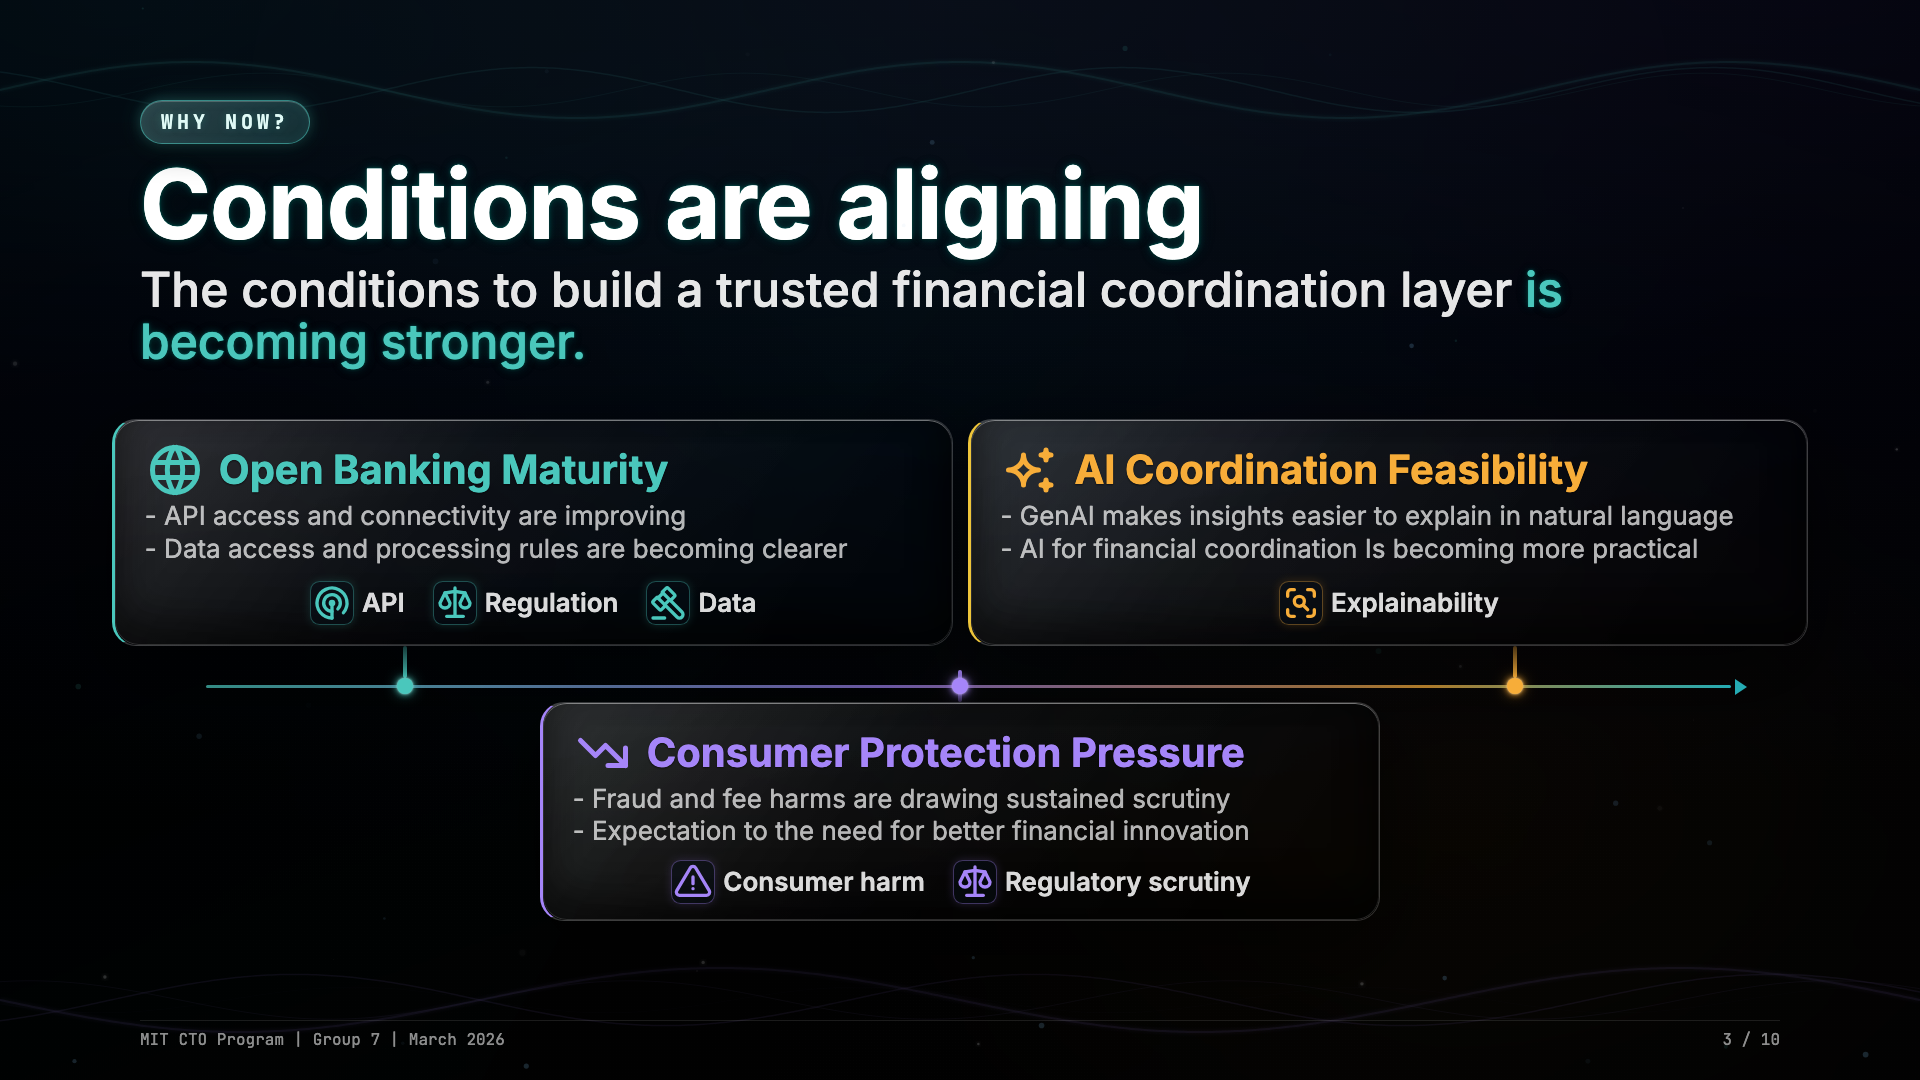 WHY NOW?
Conditions are aligning
The conditions to build a trusted financial coordination layer is
becoming stronger.
Open Banking Maturity
- API access and connectivity are improving
- Data access and processing rules are becoming clearer
API Regulation Data
AI Coordination Feasibility
- GenAI makes insights easier to explain in natural language
- AI for financial coordination Is becoming more practical
Explainability
Consumer Protection Pressure
- Fraud and fee harms are drawing sustained scrutiny
- Expectation to the need for better financial innovation
Consumer harm Regulatory scrutiny
MIT CTO Program | Group 7 | March 2026
3 / 10